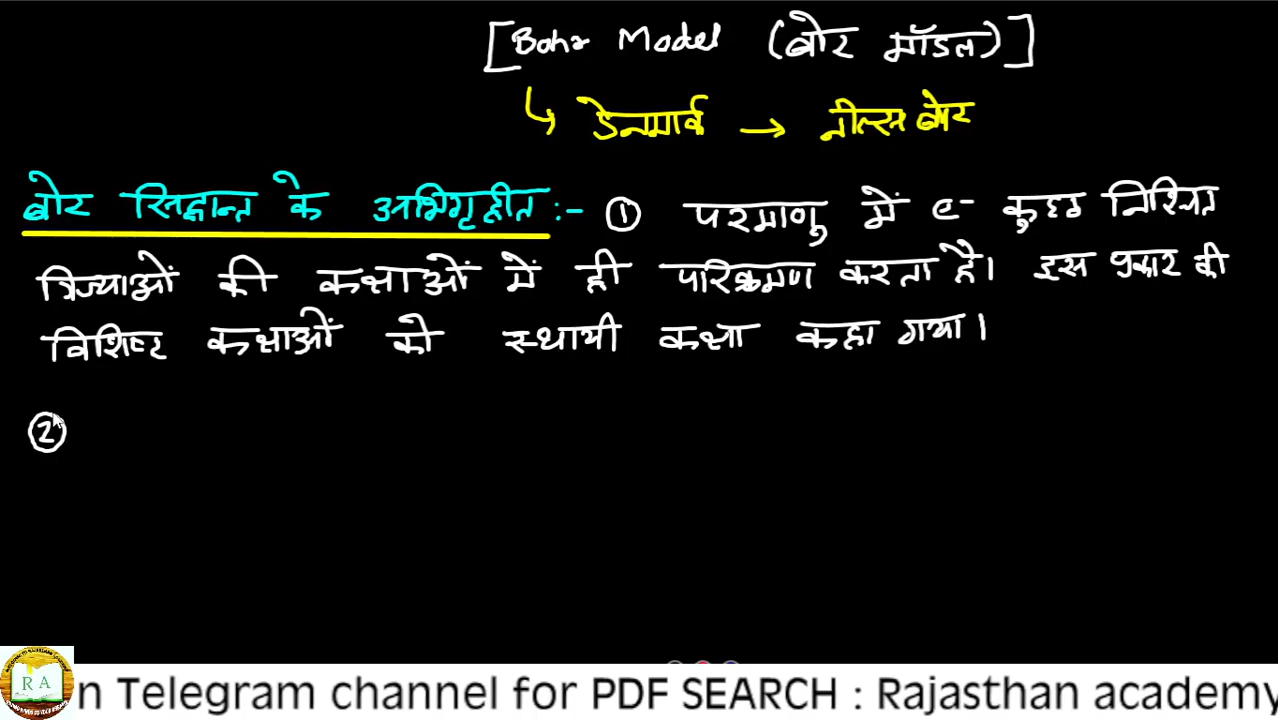 [Bohr Model (बोर मॉडल)]
↳ डेनमार्क → नील्स बोर
बोर सिद्धान्त के अभिगृहीत :- ① परमाणु में e- कुछ निश्चित
त्रिज्याओं की कक्षाओं में ही परिक्रमण करता है। इस प्रकार की
विशिष्ट कक्षाओं को स्थायी कक्षा कहा गया।
②
R A
n Telegram channel for PDF SEARCH : Rajasthan academy